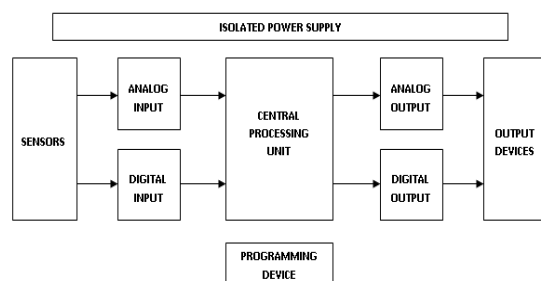 ISOLATED POWER SUPPLY
SENSORS
ANALOG
INPUT
DIGITAL
INPUT
CENTRAL
PROCESSING
UNIT
ANALOG
OUTPUT
DIGITAL
OUTPUT
OUTPUT
DEVICES
PROGRAMMING
DEVICE